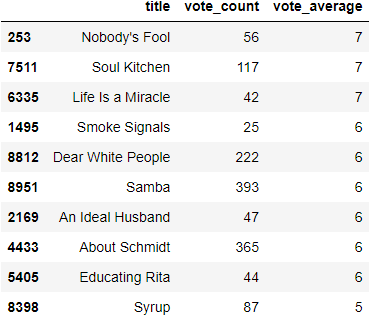 title vote_count vote_average
253 Nobody's Fool 56 7
7511 Soul Kitchen 117 7
6335 Life Is a Miracle 42 7
1495 Smoke Signals 25 6
8812 Dear White People 222 6
8951 Samba 393 6
2169 An Ideal Husband 47 6
4433 About Schmidt 365 6
5405 Educating Rita 44 6
8398 Syrup 87 5